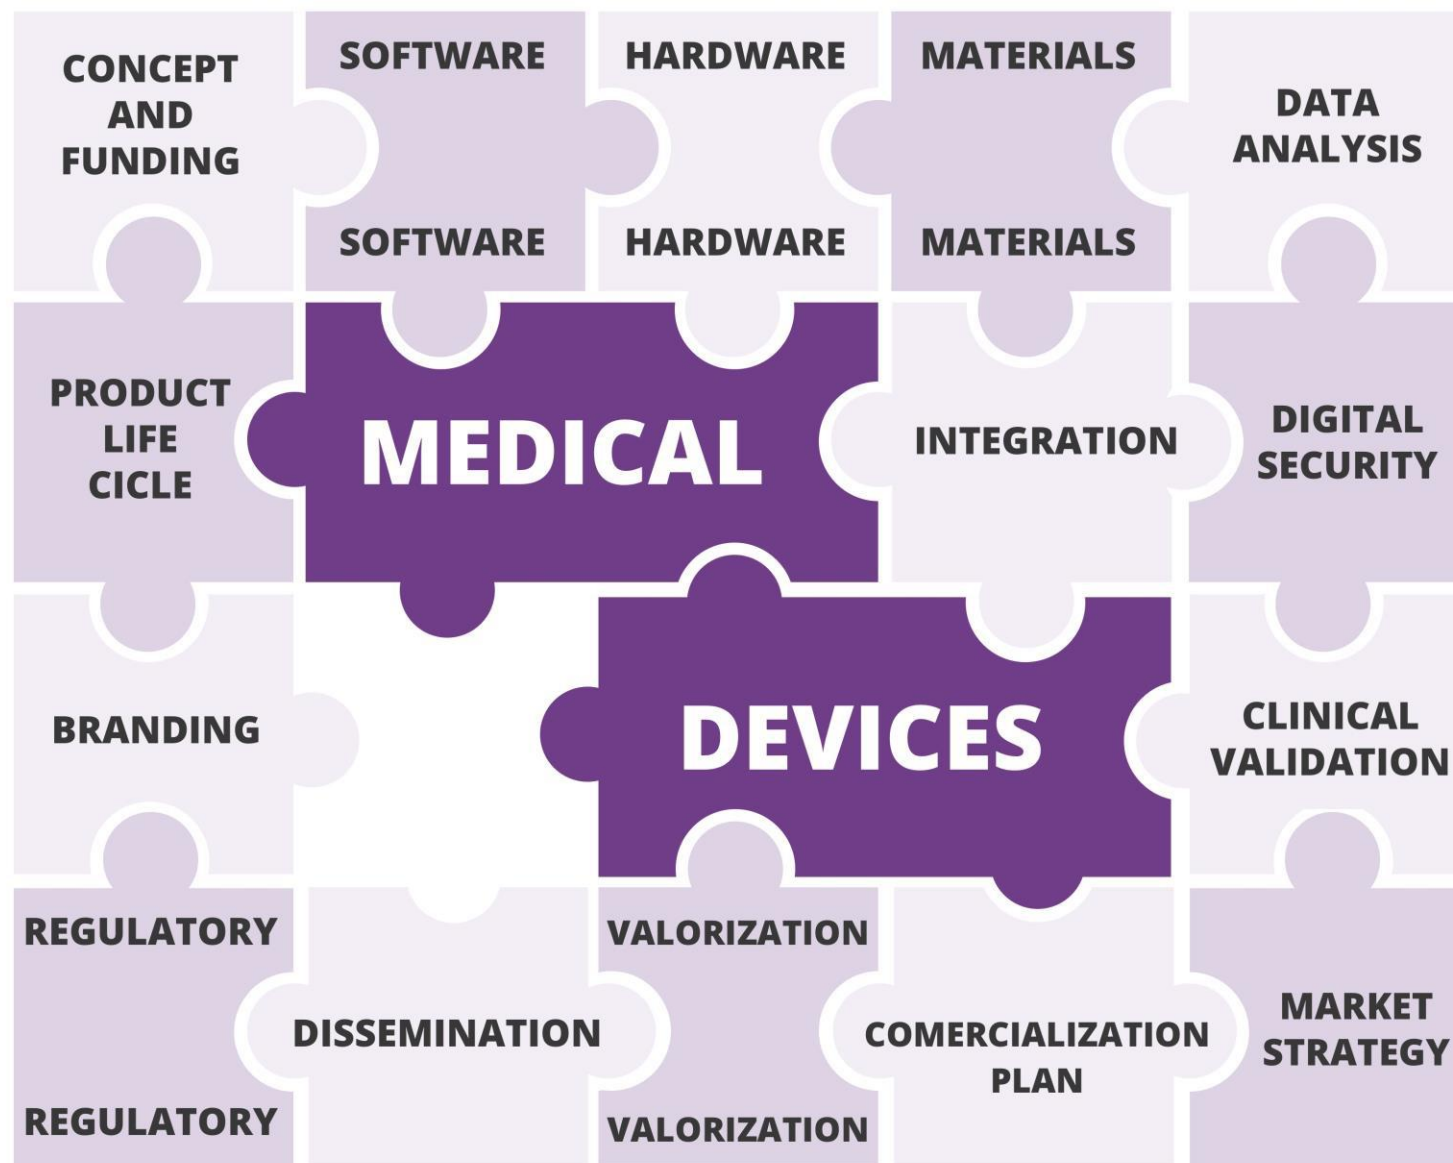 CONCEPT
AND
FUNDING
SOFTWARE
SOFTWARE
HARDWARE
HARDWARE
MATERIALS
MATERIALS
DATA
ANALYSIS
PRODUCT
LIFE
CICLE
MEDICAL
INTEGRATION
DIGITAL
SECURITY
BRANDING
DEVICES
CLINICAL
VALIDATION
REGULATORY
REGULATORY
DISSEMINATION
VALORIZATION
VALORIZATION
COMERCIALIZATION
PLAN
MARKET
STRATEGY